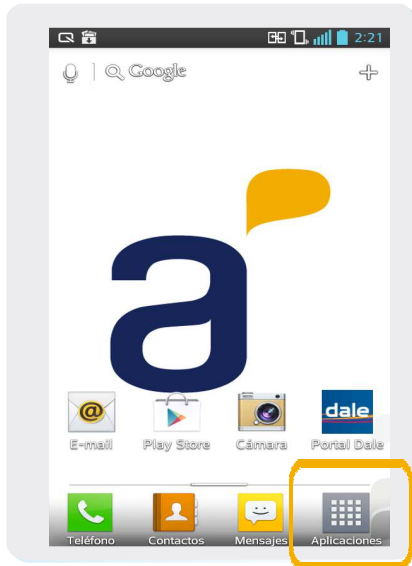 2:21
Google
a
@
dale
E-mail Play Store Cámara Portal Dale
Teléfono Contactos Mensajes Aplicaciones